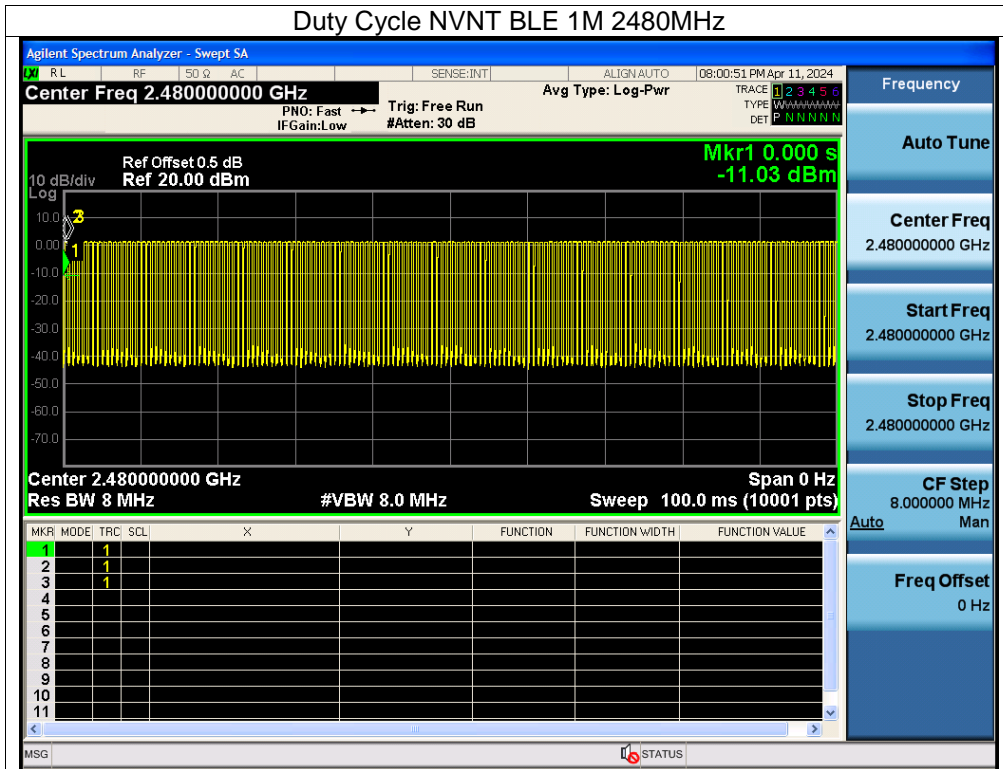 Duty Cycle NVNT BLE 1M 2480MHz
Agilent Spectrum Analyzer - Swept SA
LXI RL RF 50 Ω AC SENSE:INT ALIGN AUTO 08:00:51 PM Apr 11, 2024
Center Freq 2.480000000 GHz
PNO: Fast
IFGain:Low
Trig: Free Run
#Atten: 30 dB
Avg Type: Log-Pwr
TRACE 1 2 3 4 5 6
TYPE WWWWWW
DET P N N N N N
Ref Offset 0.5 dB
10 dB/div Ref 20.00 dBm
Log
Mkr1 0.000 s
-11.03 dBm
10.0
0.00
-10.0
-20.0
-30.0
-40.0
-50.0
-60.0
-70.0
1
2
3
Center 2.480000000 GHz Span 0 Hz
Res BW 8 MHz #VBW 8.0 MHz Sweep 100.0 ms (10001 pts)
MKR MODE TRC SCL X Y FUNCTION FUNCTION WIDTH FUNCTION VALUE
1 1
2 1
3 1
4
5
6
7
8
9
10
11
MSG STATUS
Frequency
Auto Tune
Center Freq
2.480000000 GHz
Start Freq
2.480000000 GHz
Stop Freq
2.480000000 GHz
CF Step
8.000000 MHz
Auto Man
Freq Offset
0 Hz